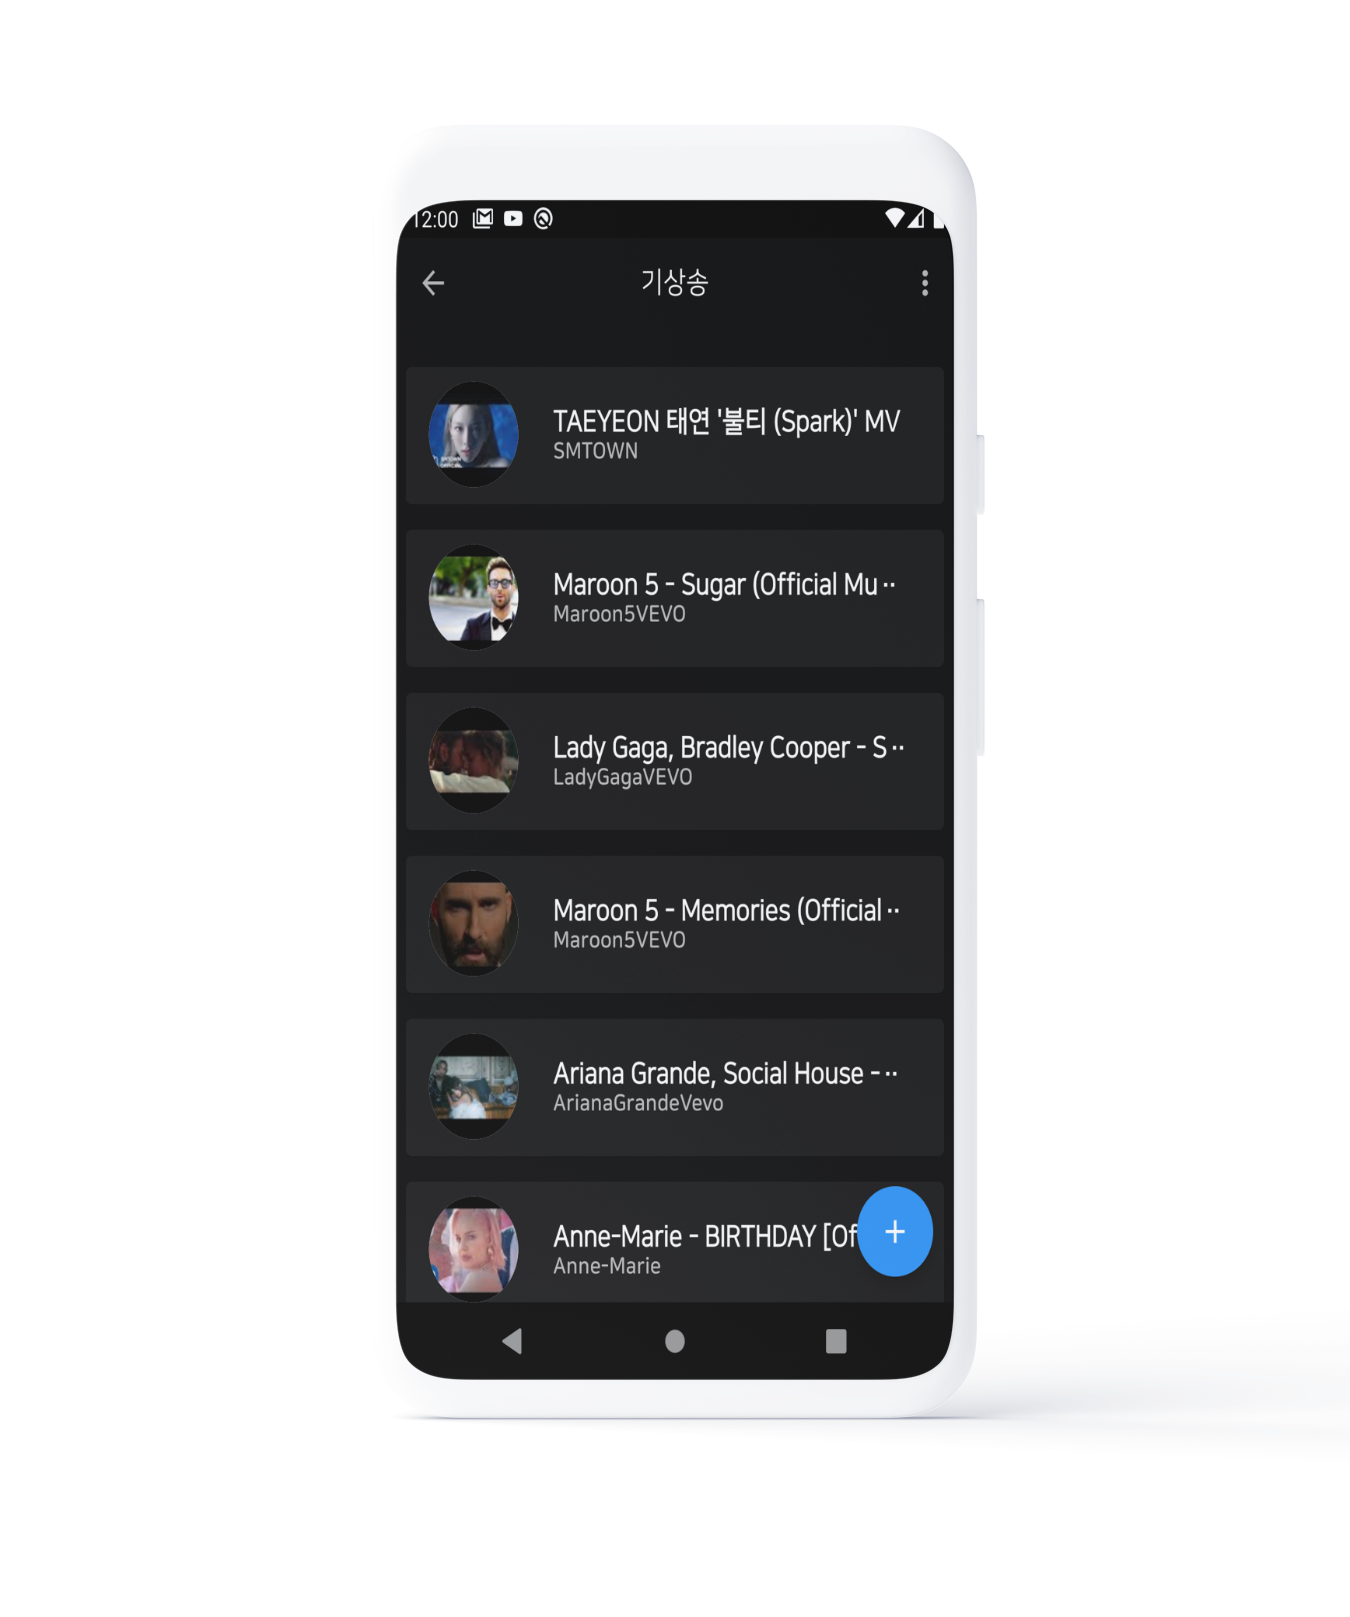 12:00
기상송
TAEYEON 태연 '불티 (Spark)' MV
SMTOWN
Maroon 5 - Sugar (Official Mu··
Maroon5VEVO
Lady Gaga, Bradley Cooper - S··
LadyGagaVEVO
Maroon 5 - Memories (Official··
Maroon5VEVO
Ariana Grande, Social House -··
ArianaGrandeVevo
Anne-Marie - BIRTHDAY [Of
Anne-Marie